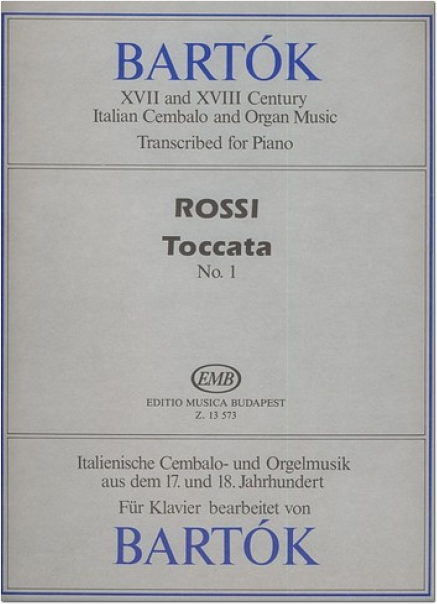 BARTÓK
XVII and XVIII Century
Italian Cembalo and Organ Music
Transcribed for Piano
ROSSI
Toccata
No. 1
EMB
EDITIO MUSICA BUDAPEST
Z. 13 573
Italienische Cembalo- und Orgelmusik
aus dem 17. und 18. Jahrhundert
Für Klavier bearbeitet von
BARTÓK